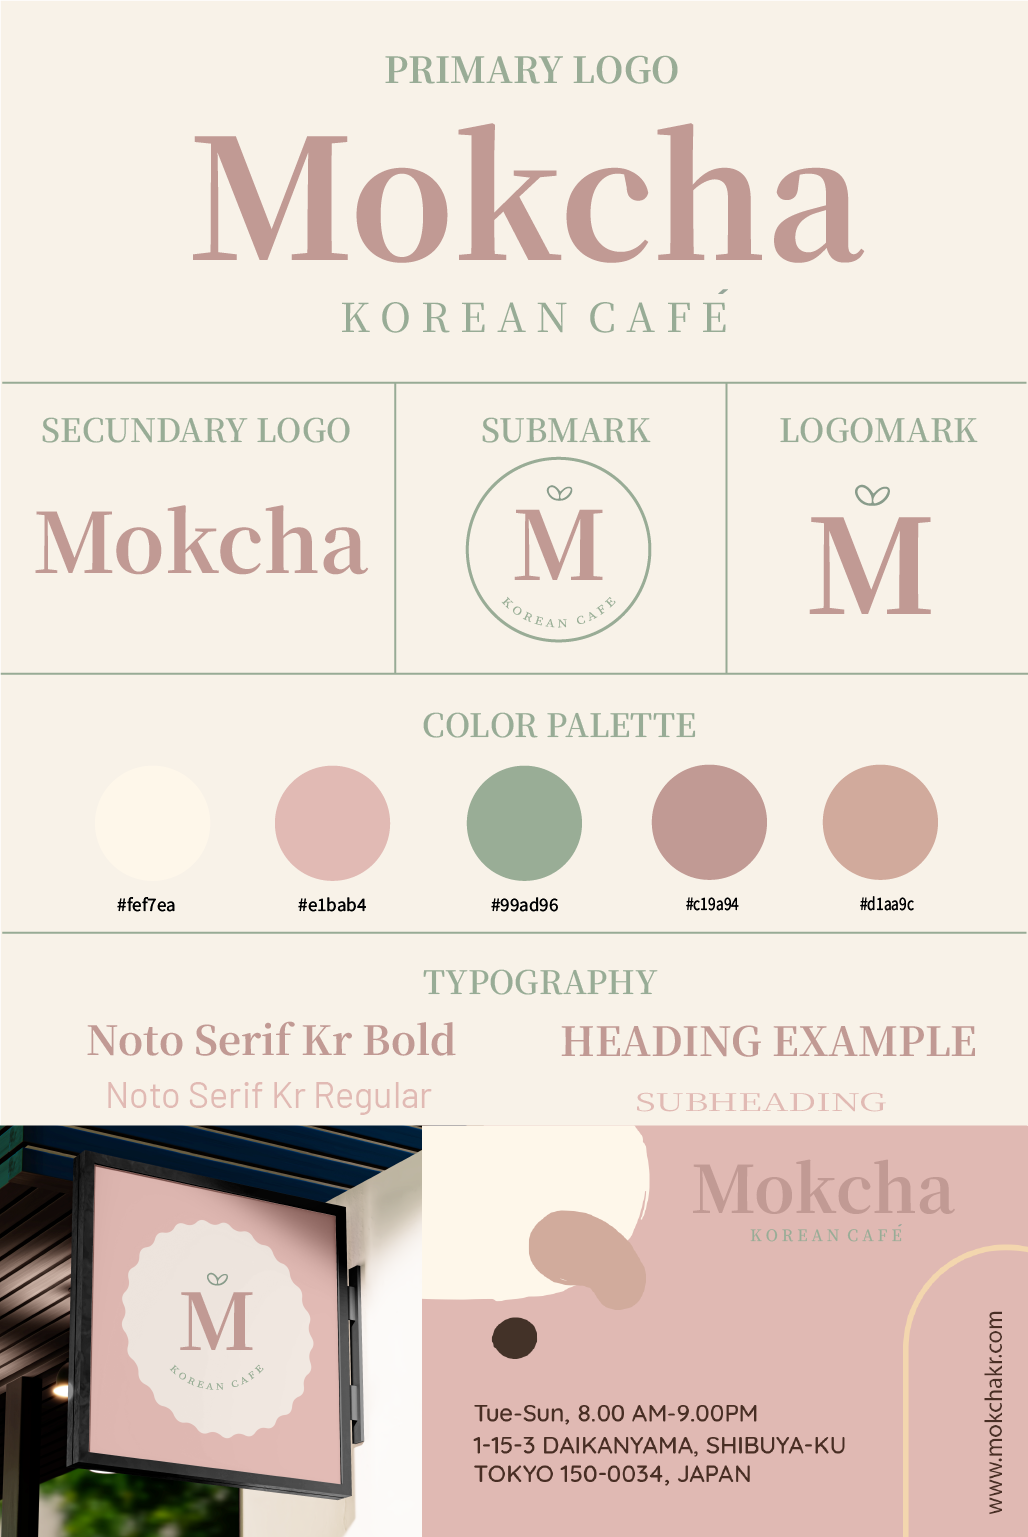 PRIMARY LOGO
Mokcha
KOREAN CAFÉ
SECUNDARY LOGO
Mokcha
SUBMARK
M
KOREAN CAFE
LOGOMARK
M
COLOR PALETTE
#fef7ea
#e1bab4
#99ad96
#c19a94
#d1aa9c
TYPOGRAPHY
Noto Serif Kr Bold
Noto Serif Kr Regular
HEADING EXAMPLE
SUBHEADING
M
KOREAN CAFE
Mokcha
KOREAN CAFÉ
Tue-Sun, 8.00 AM-9.00PM
1-15-3 DAIKANYAMA, SHIBUYA-KU
TOKYO 150-0034, JAPAN
www.mokchakr.com